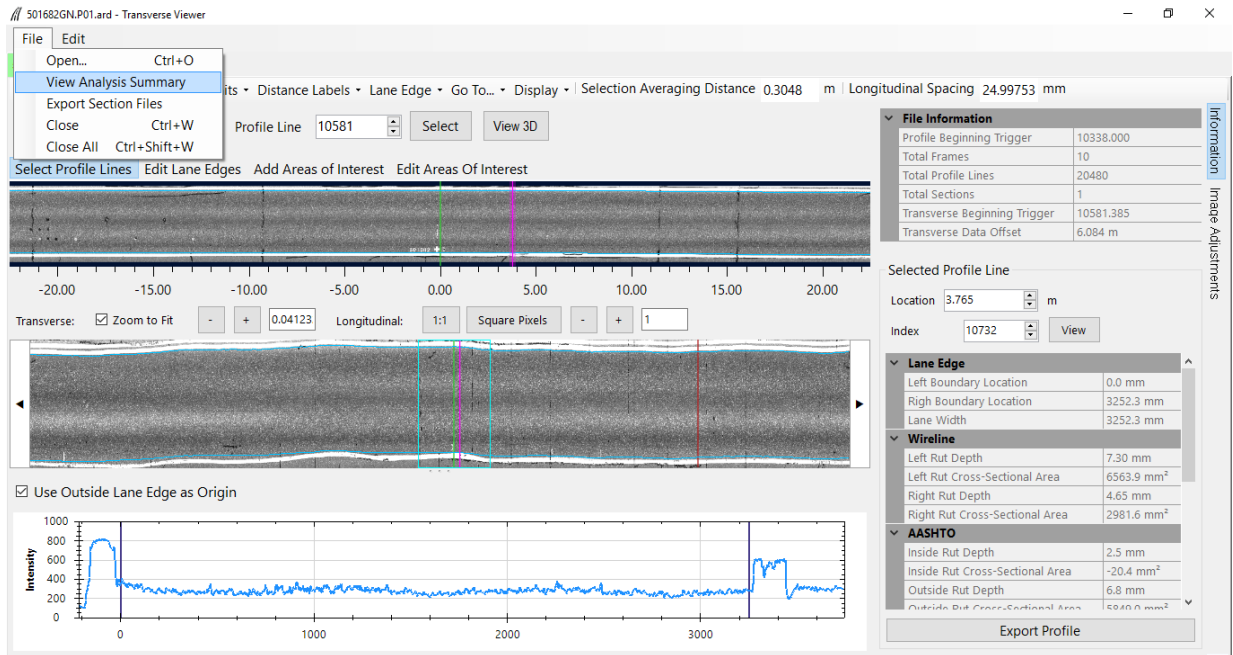 501682GN.P01.ard - Transverse Viewer
File Edit
Open... Ctrl+O
View Analysis Summary
Export Section Files
Close Ctrl+W
Close All Ctrl+Shift+W
its Distance Labels Lane Edge Go To... Display Selection Averaging Distance 0.3048 m Longitudinal Spacing 24.99753 mm
Profile Line 10581 Select View 3D
Select Profile Lines Edit Lane Edges Add Areas of Interest Edit Areas Of Interest
-20.00 -15.00 -10.00 -5.00 0.00 5.00 10.00 15.00 20.00
Transverse: Zoom to Fit - + 0.04123 Longitudinal: 1:1 Square Pixels - + 1
Use Outside Lane Edge as Origin
1000
800
600
400
200
0
Intensity
0 1000 2000 3000
File Information
Profile Beginning Trigger 10338.000
Total Frames 10
Total Profile Lines 20480
Total Sections 1
Transverse Beginning Trigger 10581.385
Transverse Data Offset 6.084 m
Selected Profile Line
Location 3.765 m
Index 10732 View
Lane Edge
Left Boundary Location 0.0 mm
Righ Boundary Location 3252.3 mm
Lane Width 3252.3 mm
Wireline
Left Rut Depth 7.30 mm
Left Rut Cross-Sectional Area 6563.9 mm²
Right Rut Depth 4.65 mm
Right Rut Cross-Sectional Area 2981.6 mm²
AASHTO
Inside Rut Depth 2.5 mm
Inside Rut Cross-Sectional Area -20.4 mm²
Outside Rut Depth 6.8 mm
Outside Rut Cross-Sectional Area 5849.0 mm²
Export Profile
Information
Image Adjustments